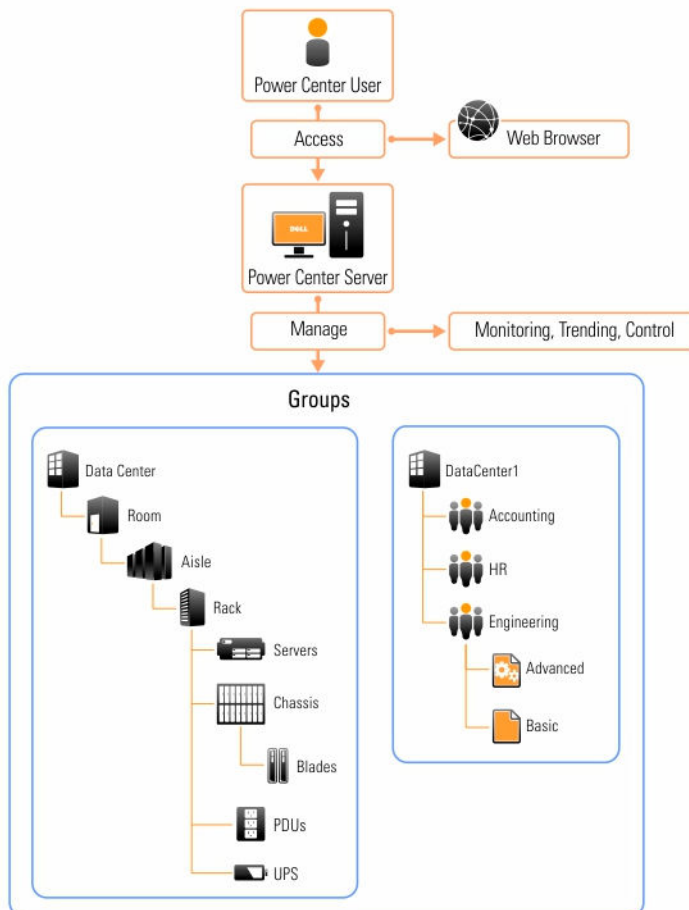 Power Center User
Access
Web Browser
DELL
Power Center Server
Manage
Monitoring, Trending, Control
Groups
Data Center
Room
Aisle
Rack
Servers
Chassis
Blades
PDUs
UPS
DataCenter1
Accounting
HR
Engineering
Advanced
Basic